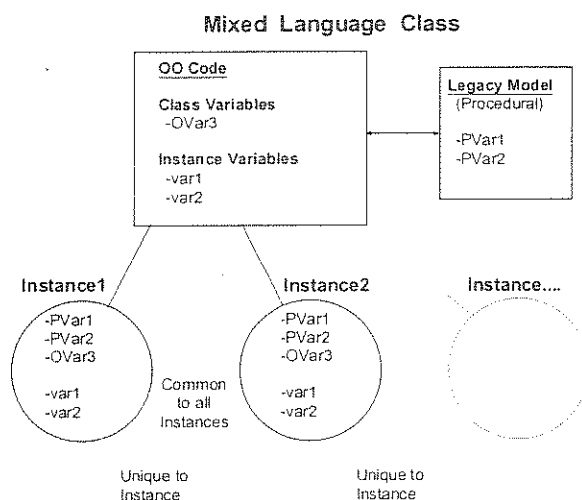 Mixed Language Class
OO Code
Class Variables
-OVar3
Instance Variables
-var1
-var2
Legacy Model
(Procedural)
-PVar1
-PVar2
Instance1
-PVar1
-PVar2
-OVar3
-var1
-var2
Common
to all
Instances
Instance2
-PVar1
-PVar2
-OVar3
-var1
-var2
Instance....
Unique to
Instance
Unique to
Instance